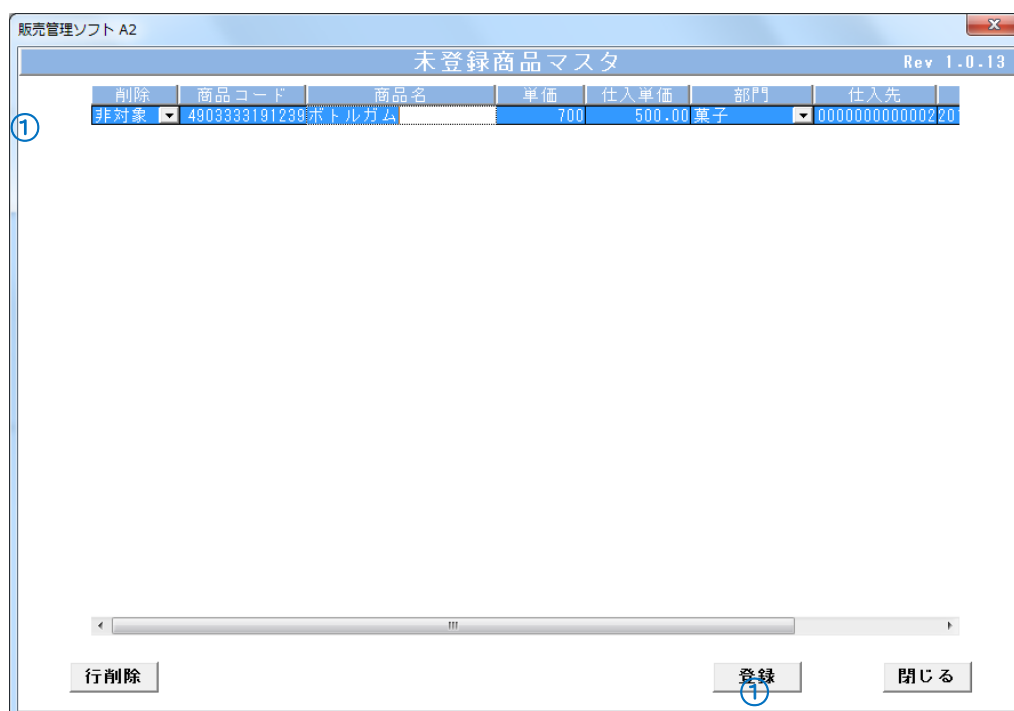 販売管理ソフト A2
未登録商品マスタ Rev 1.0.13
削除 商品コード 商品名 単価 仕入単価 部門 仕入先
① 非対象 4903333191239 ボトルガム 700 500.00 菓子 0000000000002 20
行削除 登録 閉じる
①